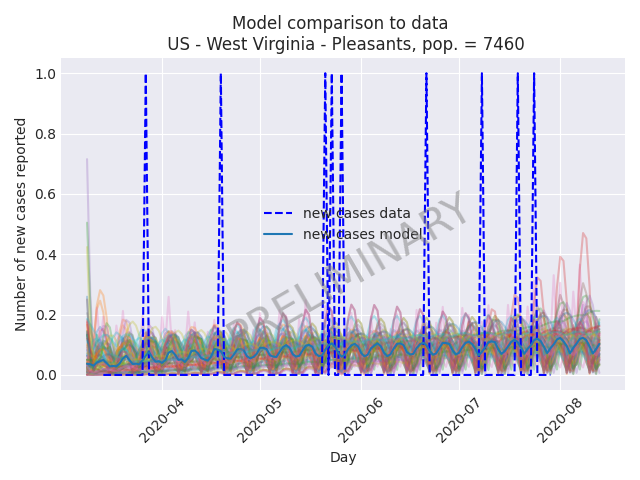 Model comparison to data
US - West Virginia - Pleasants, pop. = 7460
Number of new cases reported
1.0
0.8
0.6
0.4
0.2
0.0
new cases data
new cases model
PRELIMINARY
2020-04
2020-05
2020-06
2020-07
2020-08
Day